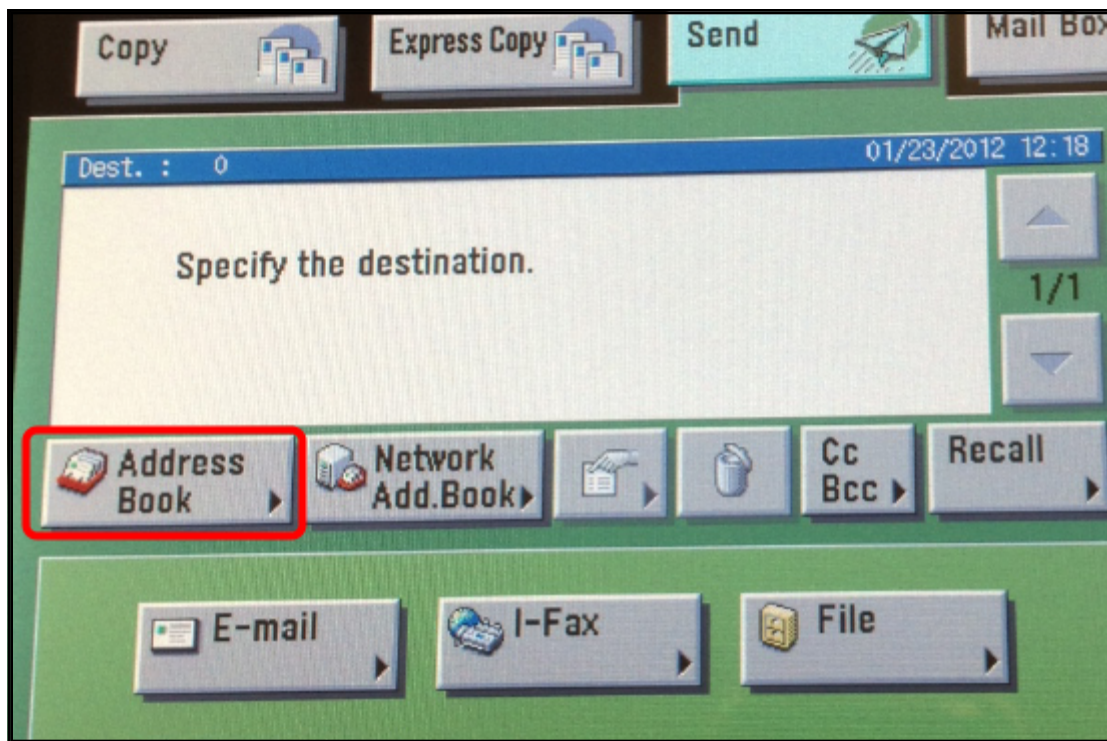 Copy
Express Copy
Send
Mail Box
Dest. : 0
01/23/2012 12:18
Specify the destination.
1/1
Address
Book
Network
Add.Book
Cc
Bcc
Recall
E-mail
I-Fax
File